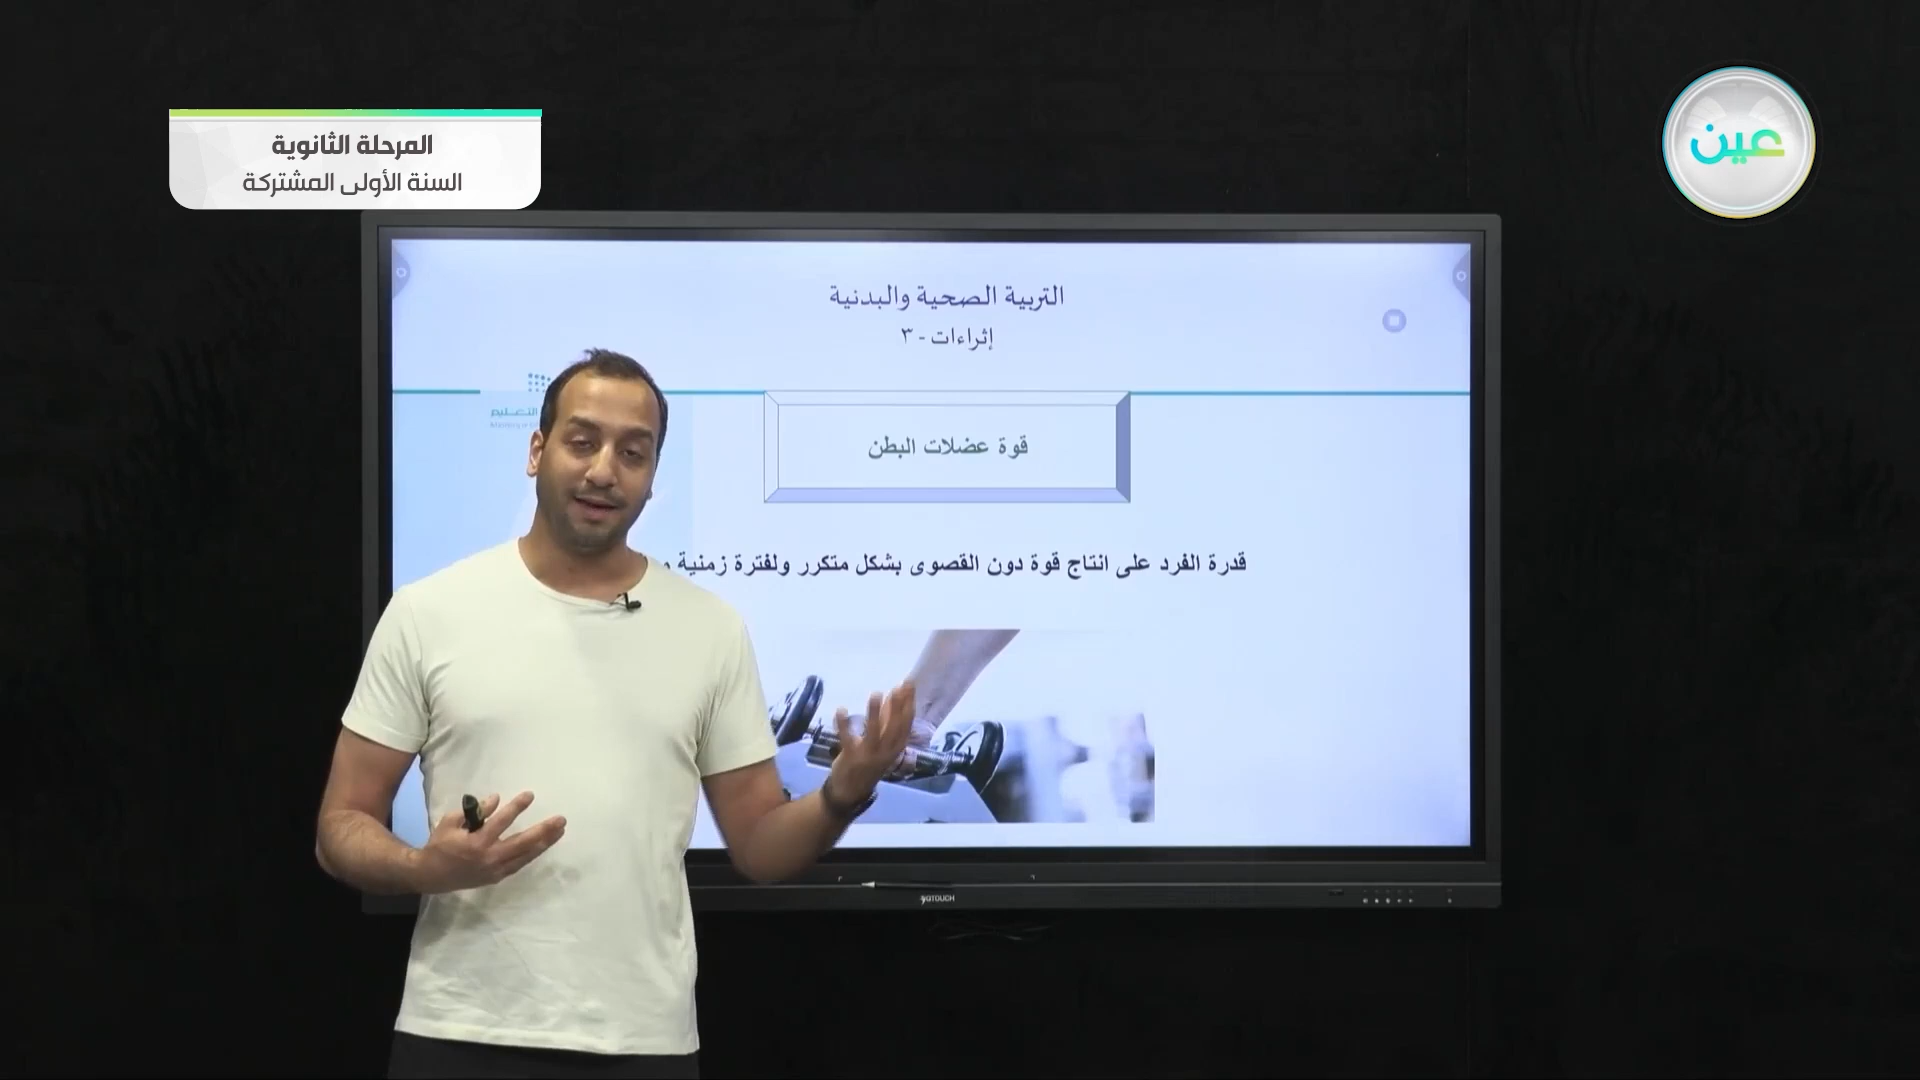 المرحلة الثانوية
السنة الأولى المشتركة
عين
التربية الصحية والبدنية
إثراءات - ٣
التعليم
قوة عضلات البطن
قدرة الفرد على انتاج قوة دون القصوى بشكل متكرر ولفترة زمنية